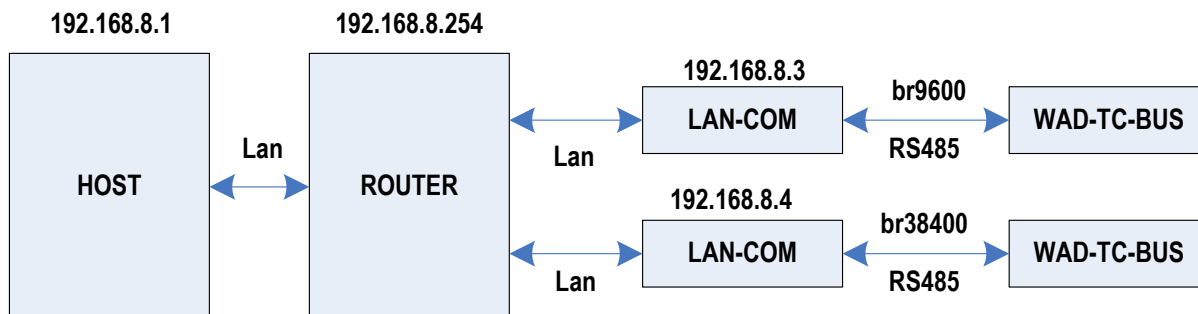 192.168.8.1
192.168.8.254
192.168.8.3
br9600
LAN-COM
WAD-TC-BUS
Lan
Lan
RS485
HOST
ROUTER
192.168.8.4
br38400
LAN-COM
WAD-TC-BUS
Lan
RS485